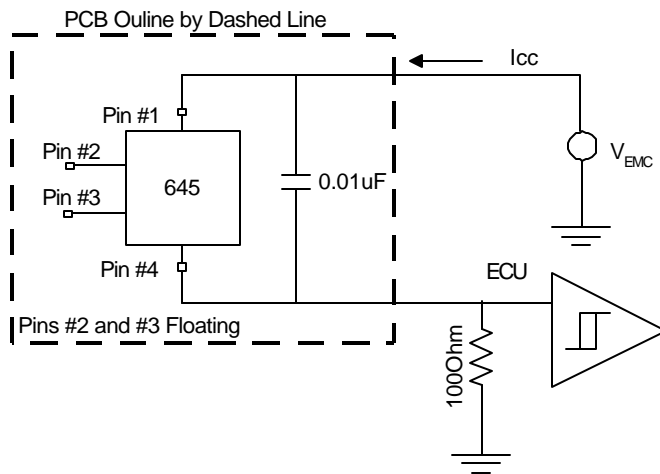 PCB Ouline by Dashed Line
Icc
Pin #1
Pin #2
VEMC
645
0.01uF
Pin #3
Pin #4
ECU
Pins #2 and #3 Floating
100Ohm